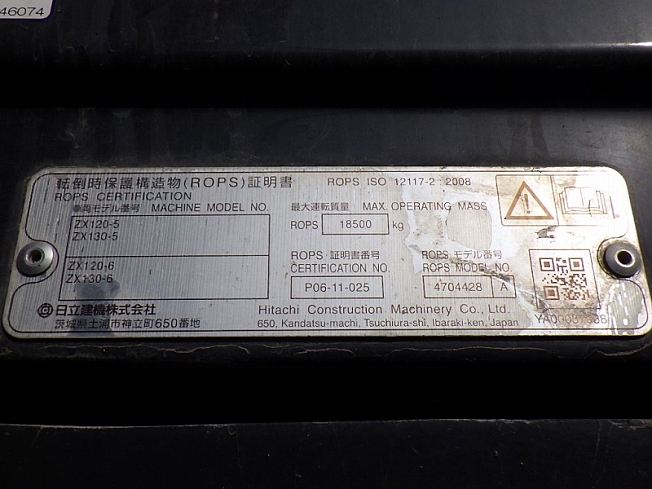 46074
転倒時保護構造物(ROPS)証明書 ROPS ISO 12117-2 : 2008
ROPS CERTIFICATION
車両モデル番号 MACHINE MODEL NO.
ZX120-5
ZX130-5
ZX120-6
ZX130-6
最大運転質量 MAX. OPERATING MASS
ROPS 18500 kg
ROPS・証明書番号
CERTIFICATION NO.
P06-11-025
ROPS モデル番号
ROPS MODEL NO.
4704428 A
日立建機株式会社
茨城県土浦市神立町650番地
Hitachi Construction Machinery Co., Ltd.
650, Kandatsu-machi, Tsuchiura-shi, Ibaraki-ken, Japan